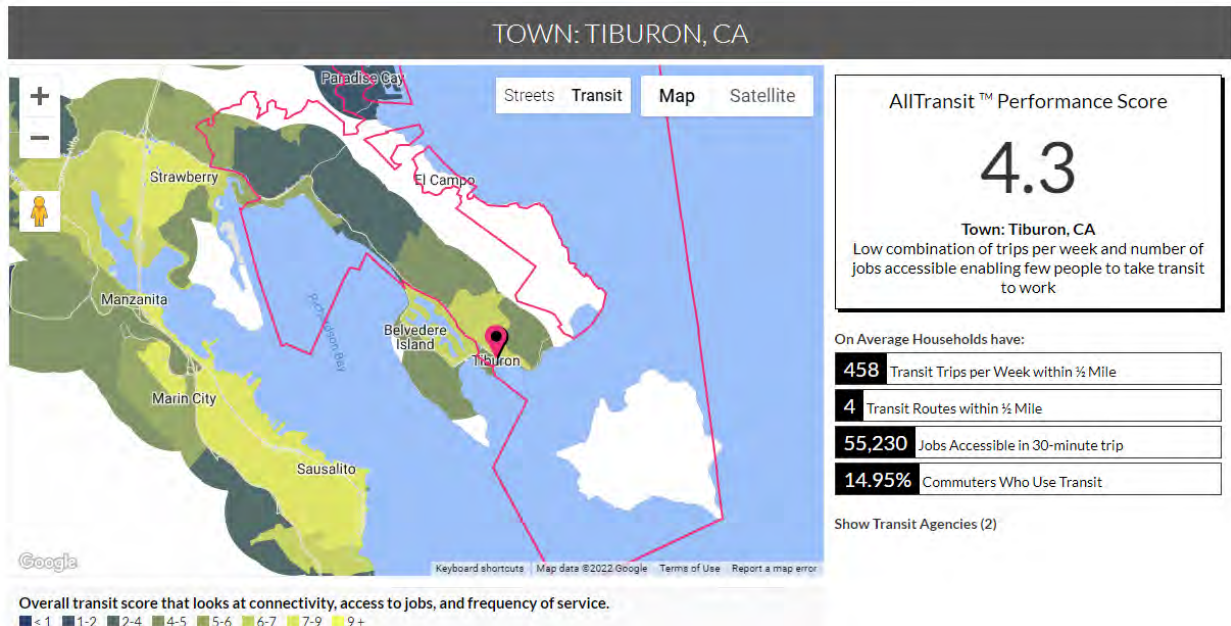 TOWN: TIBURON, CA
Paradise Cay
Streets Transit
Map Satellite
+
−
Strawberry
El Campo
Manzanita
Richardson Bay
Belvedere
Island
Tiburon
Marin City
Sausalito
Google
Keyboard shortcuts Map data ©2022 Google Terms of Use Report a map error
Overall transit score that looks at connectivity, access to jobs, and frequency of service.
< 1 1-2 2-4 4-5 5-6 6-7 7-9 9+
AllTransit ™ Performance Score
4.3
Town: Tiburon, CA
Low combination of trips per week and number of
jobs accessible enabling few people to take transit
to work
On Average Households have:
458 Transit Trips per Week within ½ Mile
4 Transit Routes within ½ Mile
55,230 Jobs Accessible in 30-minute trip
14.95% Commuters Who Use Transit
Show Transit Agencies (2)